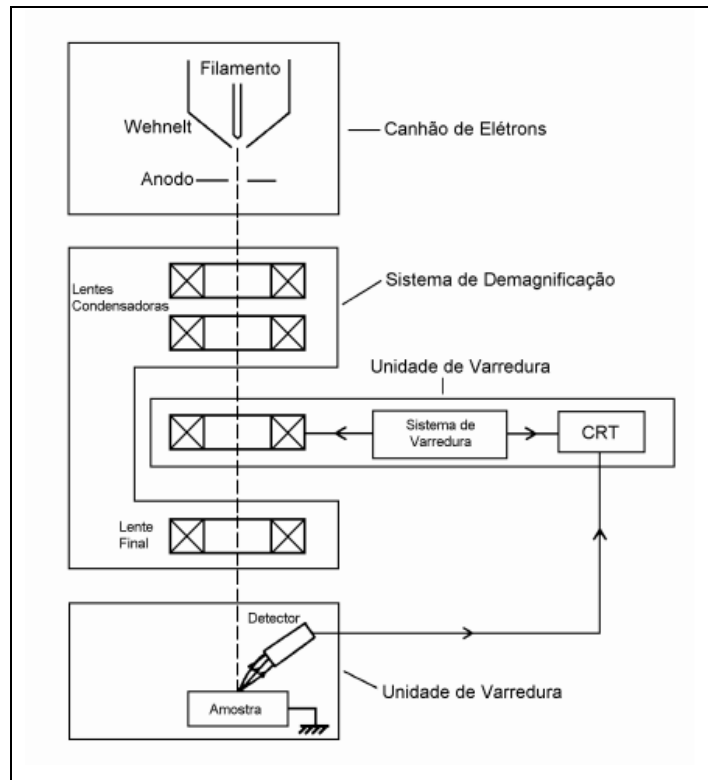 Filamento
Wehnelt
Canhão de Elétrons
Anodo
Lentes
Condensadoras
Sistema de Demagnificação
Unidade de Varredura
Sistema de
Varredura
CRT
Lente
Final
Detector
Amostra
Unidade de Varredura